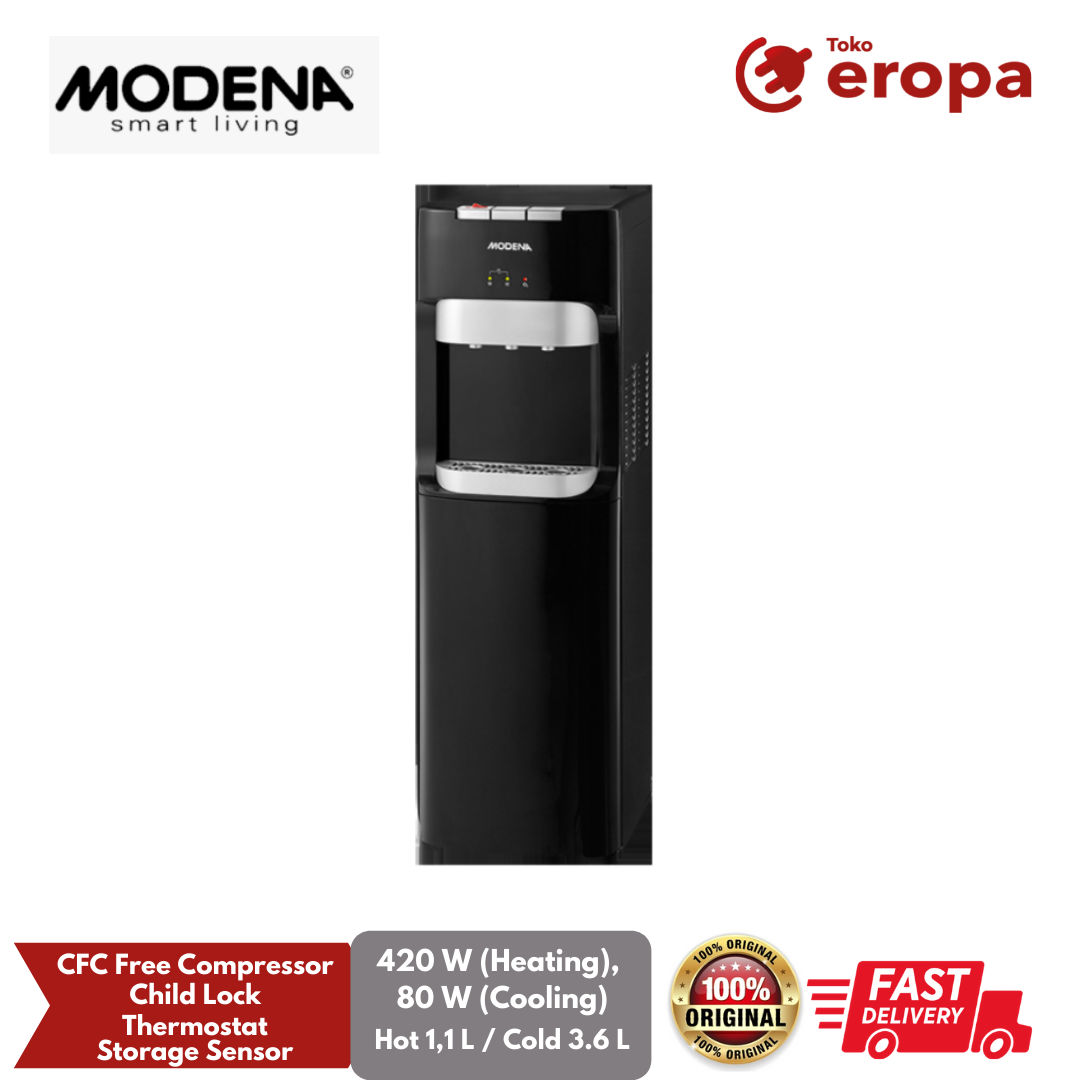 MODENA®
smart living
Toko
eropa
MODENA
CFC Free Compressor
Child Lock
Thermostat
Storage Sensor
420 W (Heating),
80 W (Cooling)
Hot 1,1 L / Cold 3.6 L
100% ORIGINAL
100%
ORIGINAL
100% ORIGINAL
FAST
DELIVERY